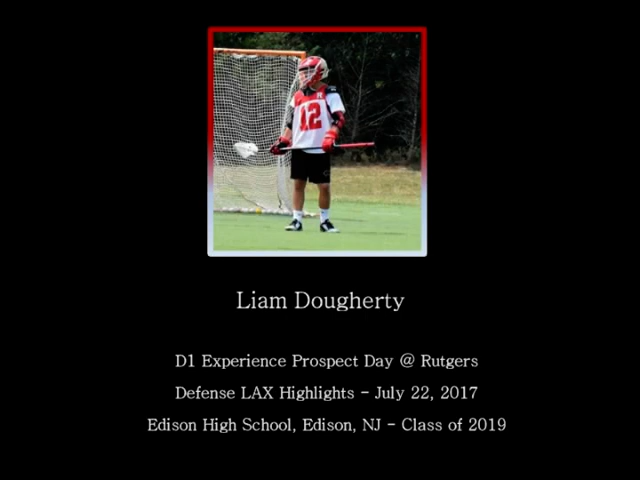 12
Liam Dougherty
D1 Experience Prospect Day @ Rutgers
Defense LAX Highlights - July 22, 2017
Edison High School, Edison, NJ - Class of 2019